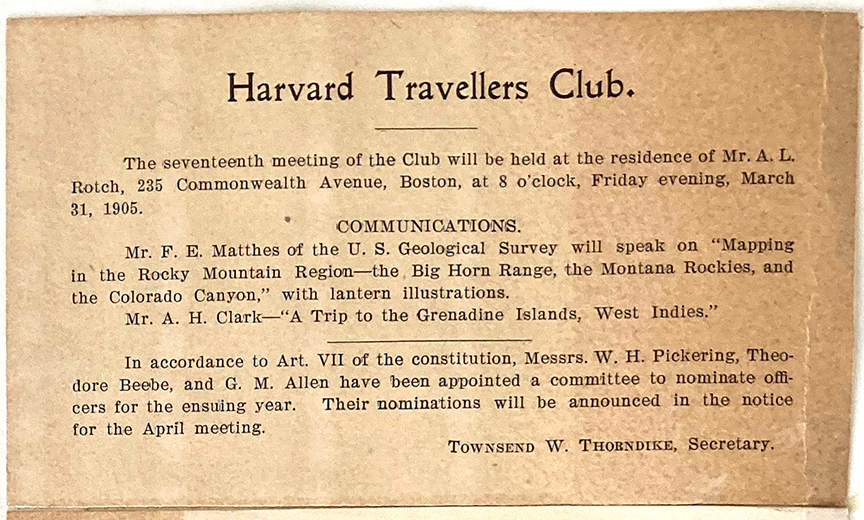 Harvard Travellers Club.
The seventeenth meeting of the Club will be held at the residence of Mr. A. L.
Rotch, 235 Commonwealth Avenue, Boston, at 8 o'clock, Friday evening, March
31, 1905.
COMMUNICATIONS.
Mr. F. E. Matthes of the U. S. Geological Survey will speak on "Mapping
in the Rocky Mountain Region—the Big Horn Range, the Montana Rockies, and
the Colorado Canyon," with lantern illustrations.
Mr. A. H. Clark—"A Trip to the Grenadine Islands, West Indies."
In accordance to Art. VII of the constitution, Messrs. W. H. Pickering, Theo-
dore Beebe, and G. M. Allen have been appointed a committee to nominate offi-
cers for the ensuing year. Their nominations will be announced in the notice
for the April meeting.
TOWNSEND W. THORNDIKE, Secretary.